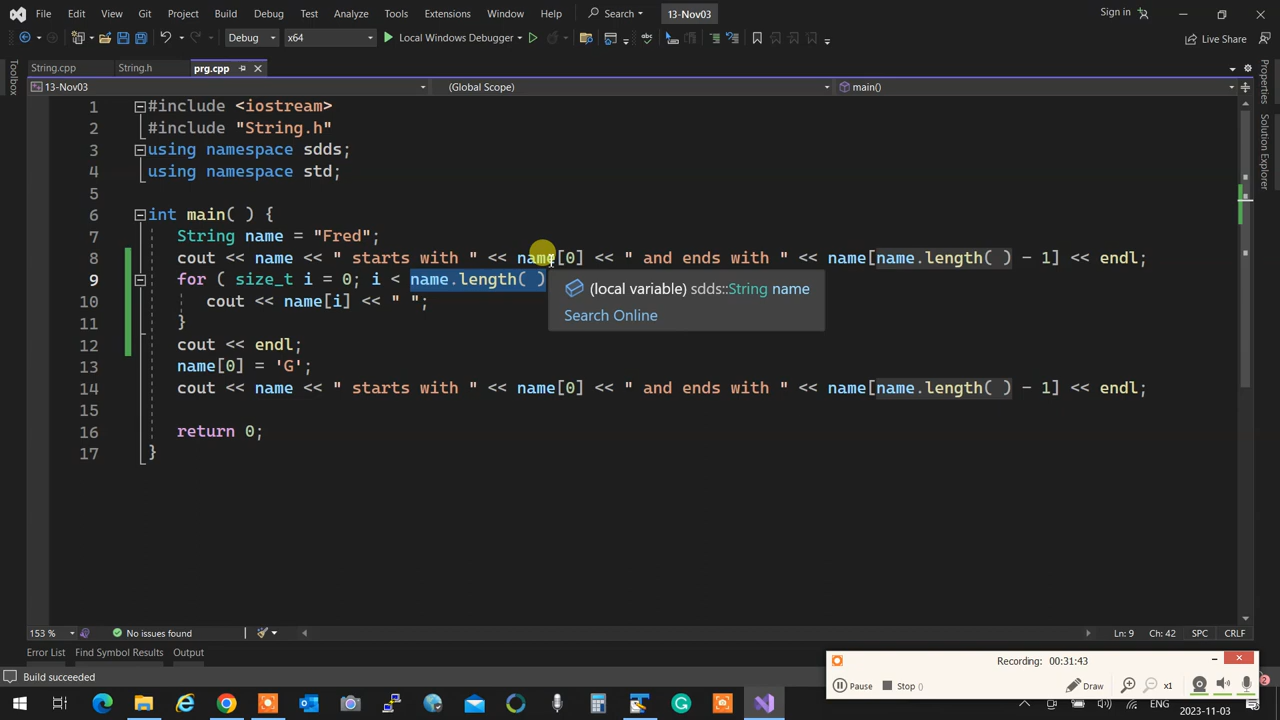 File Edit View Git Project Build Debug Test Analyze Tools Extensions Window Help Search 13-Nov03 Sign in
Debug x64 Local Windows Debugger Live Share
Toolbox
String.cpp String.h prg.cpp
13-Nov03 (Global Scope) main()
1 #include <iostream>
2 #include "String.h"
3 using namespace sdds;
4 using namespace std;
5
6 int main( ) {
7 String name = "Fred";
8 cout << name << " starts with " << name[0] << " and ends with " << name[name.length( ) - 1] << endl;
9 for ( size_t i = 0; i < name.length( )
(local variable) sdds::String name
Search Online
10 cout << name[i] << " ";
11 }
12 cout << endl;
13 name[0] = 'G';
14 cout << name << " starts with " << name[0] << " and ends with " << name[name.length( ) - 1] << endl;
15
16 return 0;
17 }
Properties
Solution Explorer
153 % No issues found Ln: 9 Ch: 42 SPC CRLF
Error List Find Symbol Results Output
Build succeeded
Recording: 00:31:43
Pause Stop Draw x1
ENG 2023-11-03